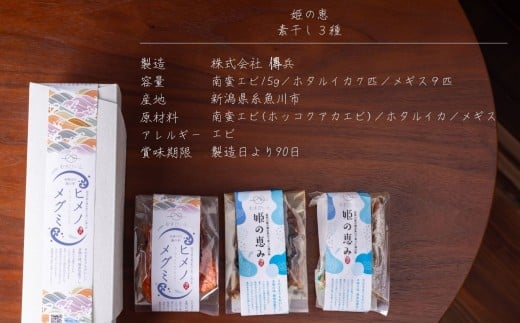 姫の恵
素干し3種
製造 株式会社 傳兵
容量 南蛮エビ15g/ホタルイカ7匹/メギス9匹
産地 新潟県糸魚川市
原材料 南蛮エビ(ホッコクアカエビ)/ホタルイカ/メギス
アレルギー エビ
賞味期限 製造日より90日
ヒメノメグミ
ヒメノメグミ
姫の恵み
姫の恵み